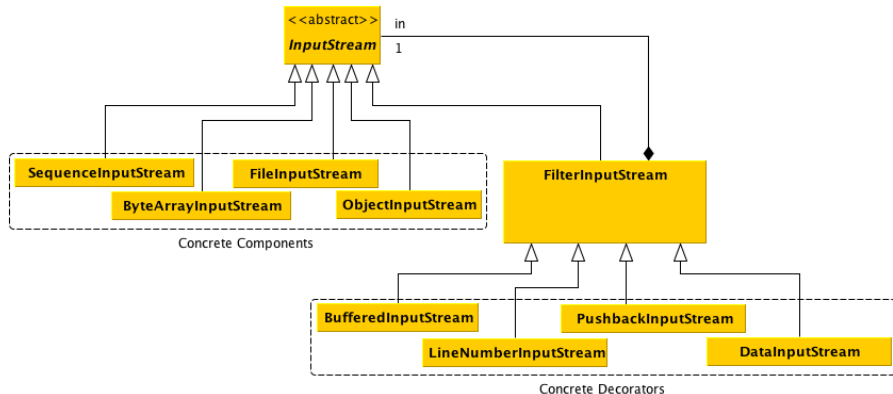 <<abstract>>
InputStream
in
1
SequenceInputStream
FileInputStream
ByteArrayInputStream
ObjectInputStream
Concrete Components
FilterInputStream
BufferedInputStream
PushbackInputStream
LineNumberInputStream
DataInputStream
Concrete Decorators